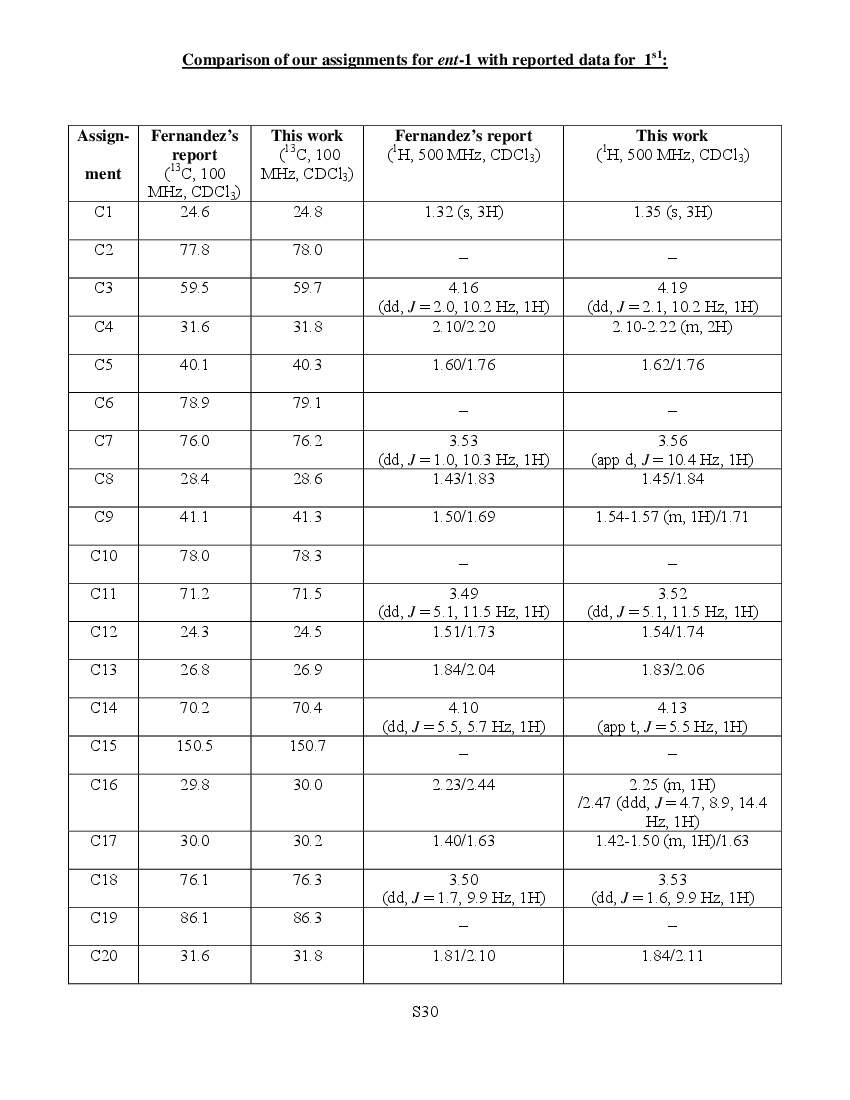 Comparison of our assignments for ent-1 with reported data for 1s1:
Assign-
ment
Fernandez's
report
(13C, 100
MHz, CDCl3)
This work
(13C, 100
MHz, CDCl3)
Fernandez's report
(1H, 500 MHz, CDCl3)
This work
(1H, 500 MHz, CDCl3)
C1 24.6 24.8 1.32 (s, 3H) 1.35 (s, 3H)
C2 77.8 78.0 – –
C3 59.5 59.7 4.16 4.19
(dd, J = 2.0, 10.2 Hz, 1H) (dd, J = 2.1, 10.2 Hz, 1H)
C4 31.6 31.8 2.10/2.20 2.10-2.22 (m, 2H)
C5 40.1 40.3 1.60/1.76 1.62/1.76
C6 78.9 79.1 – –
C7 76.0 76.2 3.53 3.56
(dd, J = 1.0, 10.3 Hz, 1H) (app d, J = 10.4 Hz, 1H)
C8 28.4 28.6 1.43/1.83 1.45/1.84
C9 41.1 41.3 1.50/1.69 1.54-1.57 (m, 1H)/1.71
C10 78.0 78.3 – –
C11 71.2 71.5 3.49 3.52
(dd, J = 5.1, 11.5 Hz, 1H) (dd, J = 5.1, 11.5 Hz, 1H)
C12 24.3 24.5 1.51/1.73 1.54/1.74
C13 26.8 26.9 1.84/2.04 1.83/2.06
C14 70.2 70.4 4.10 4.13
(dd, J = 5.5, 5.7 Hz, 1H) (app t, J = 5.5 Hz, 1H)
C15 150.5 150.7 – –
C16 29.8 30.0 2.23/2.44 2.25 (m, 1H)
/2.47 (ddd, J = 4.7, 8.9, 14.4
Hz, 1H)
C17 30.0 30.2 1.40/1.63 1.42-1.50 (m, 1H)/1.63
C18 76.1 76.3 3.50 3.53
(dd, J = 1.7, 9.9 Hz, 1H) (dd, J = 1.6, 9.9 Hz, 1H)
C19 86.1 86.3 – –
C20 31.6 31.8 1.81/2.10 1.84/2.11
S30